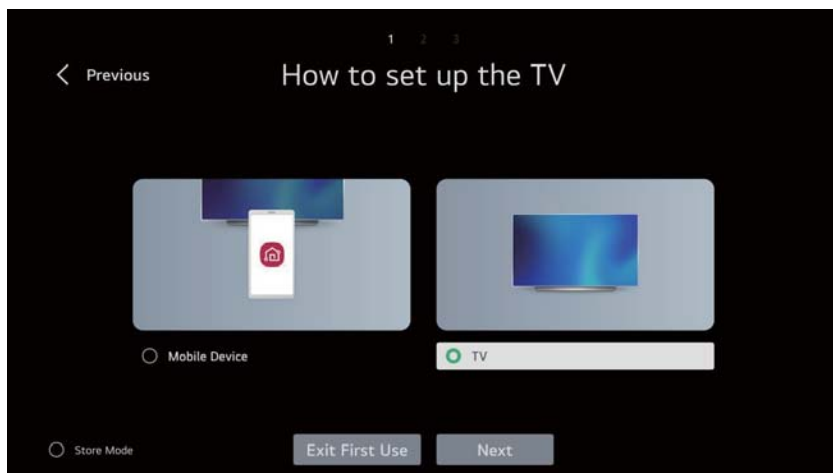 1 2 3
Previous
How to set up the TV
Mobile Device
TV
Store Mode
Exit First Use
Next